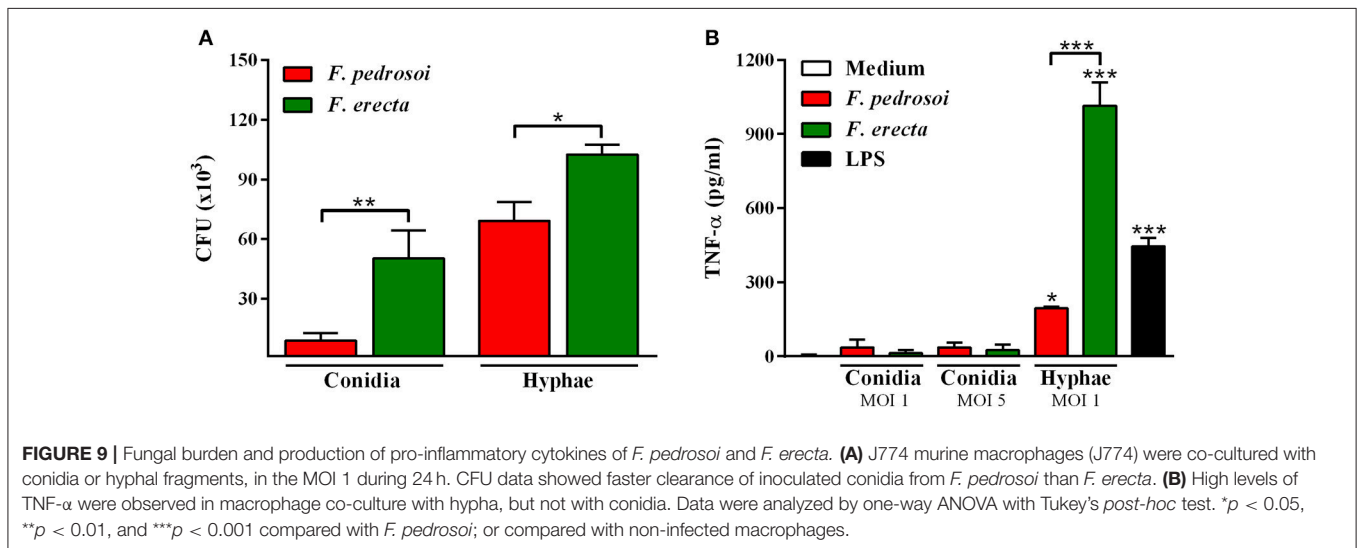 A
150
120
90
60
30
CFU (x10³)
F. pedrosoi
F. erecta
**
*
Conidia
Hyphae
B
1200
900
600
300
0
TNF-α (pg/ml)
Medium
F. pedrosoi
F. erecta
LPS
***
***
*
***
Conidia
MOI 1
Conidia
MOI 5
Hyphae
MOI 1
FIGURE 9 | Fungal burden and production of pro-inflammatory cytokines of F. pedrosoi and F. erecta. (A) J774 murine macrophages (J774) were co-cultured with
conidia or hyphal fragments, in the MOI 1 during 24 h. CFU data showed faster clearance of inoculated conidia from F. pedrosoi than F. erecta. (B) High levels of
TNF-α were observed in macrophage co-culture with hypha, but not with conidia. Data were analyzed by one-way ANOVA with Tukey's post-hoc test. *p < 0.05,
**p < 0.01, and ***p < 0.001 compared with F. pedrosoi; or compared with non-infected macrophages.